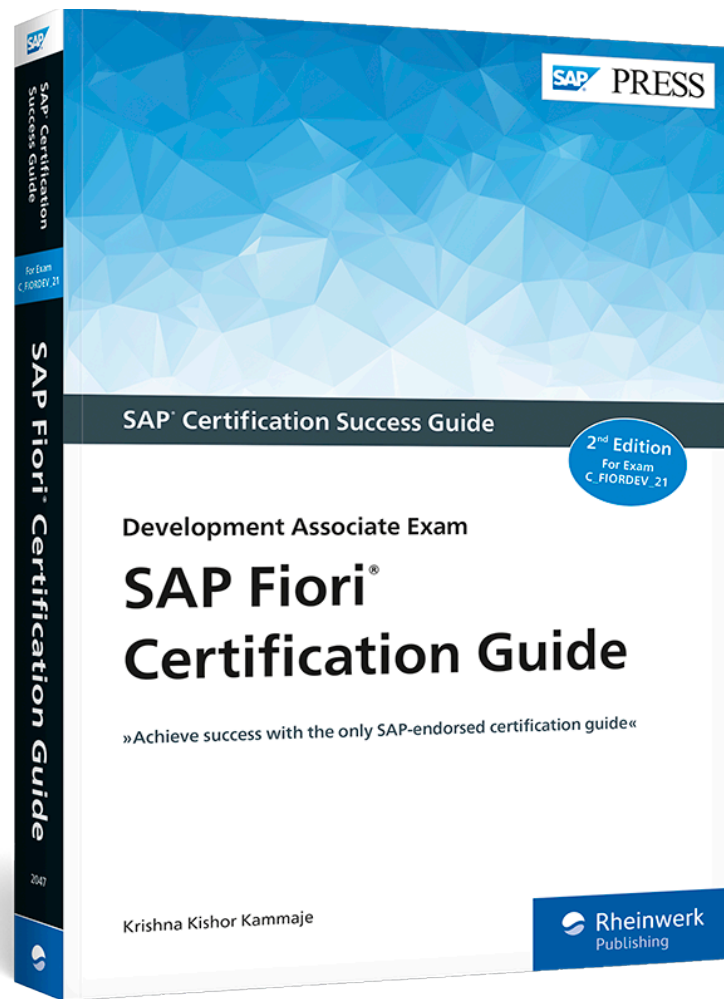 SAP
SAP® Certification
Success Guide
For Exam
C_FIORDEV_21
SAP Fiori® Certification Guide
2047
SAP PRESS
SAP® Certification Success Guide
2nd Edition
For Exam
C_FIORDEV_21
Development Associate Exam
SAP Fiori®
Certification Guide
»Achieve success with the only SAP-endorsed certification guide«
Krishna Kishor Kammaje
Rheinwerk
Publishing